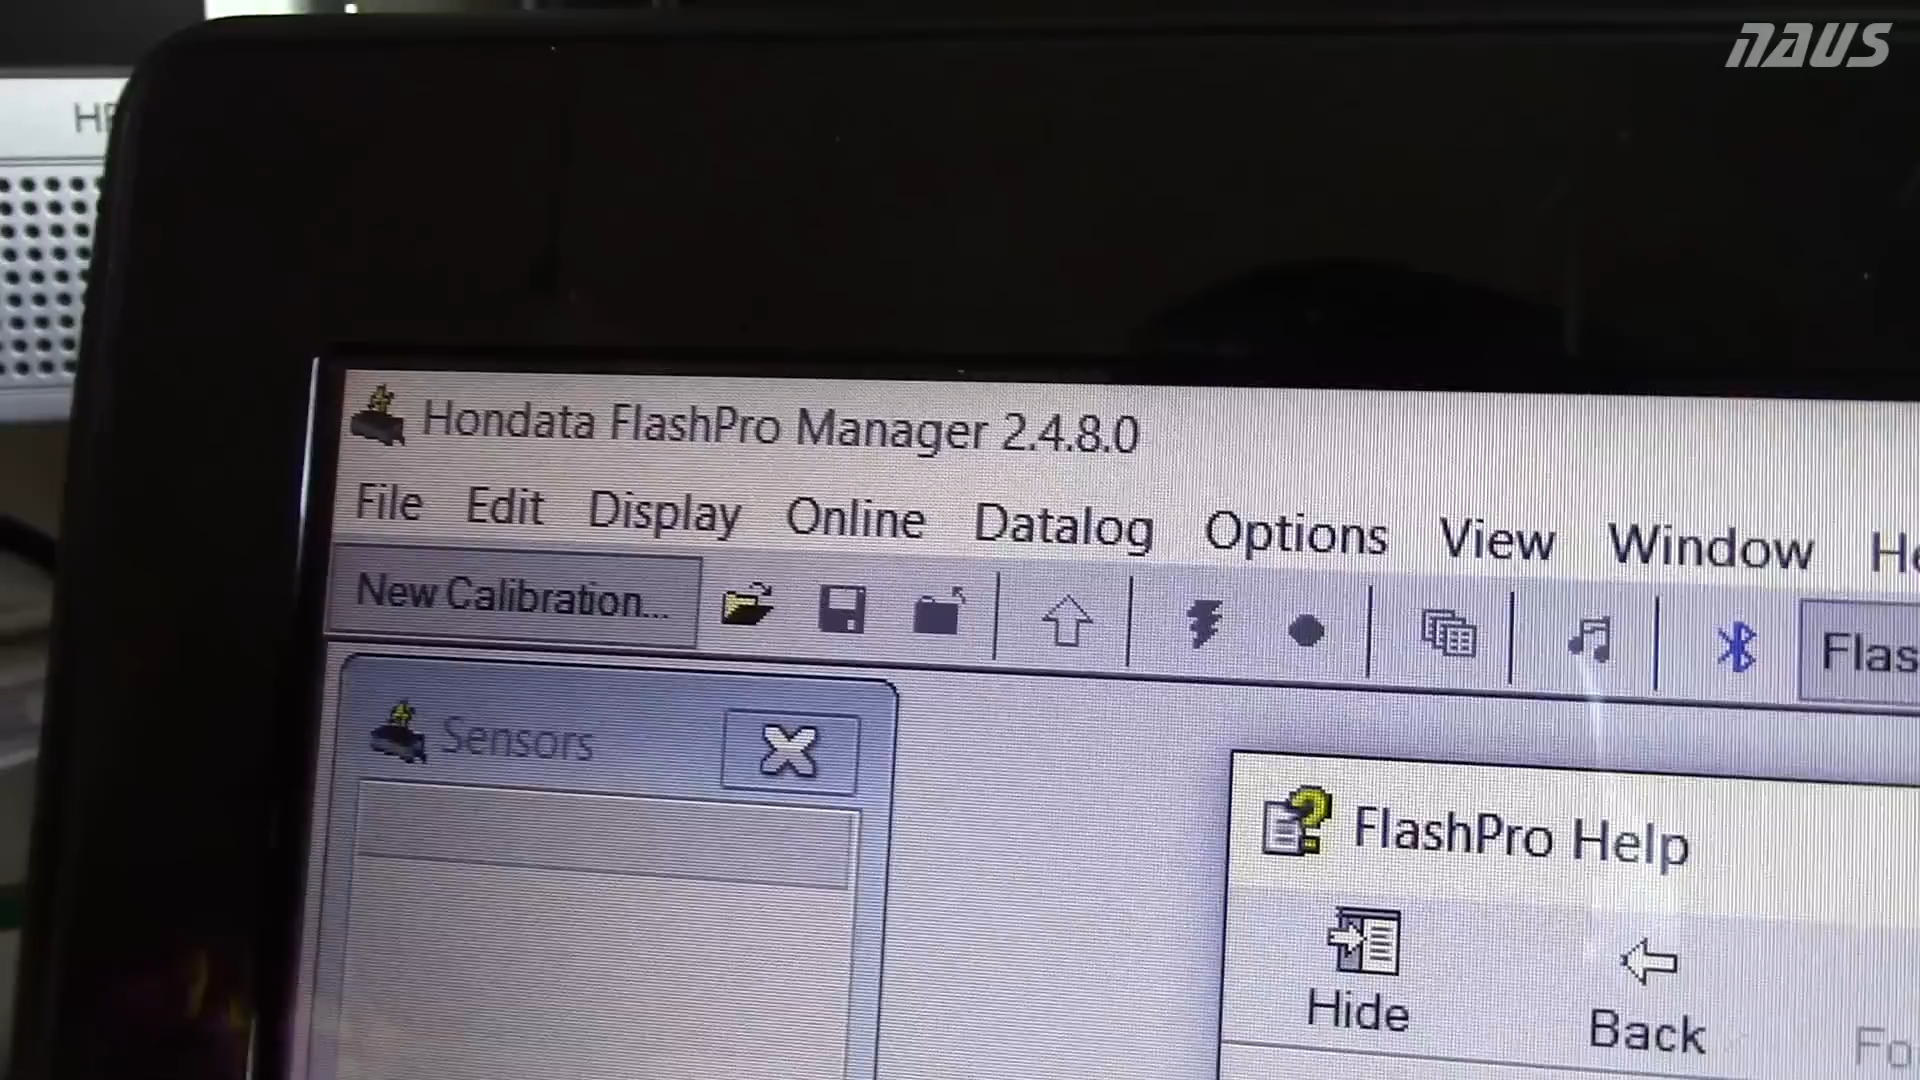 NAUS
Hondata FlashPro Manager 2.4.8.0
File Edit Display Online Datalog Options View Window
New Calibration...
Sensors
FlashPro Help
Hide Back